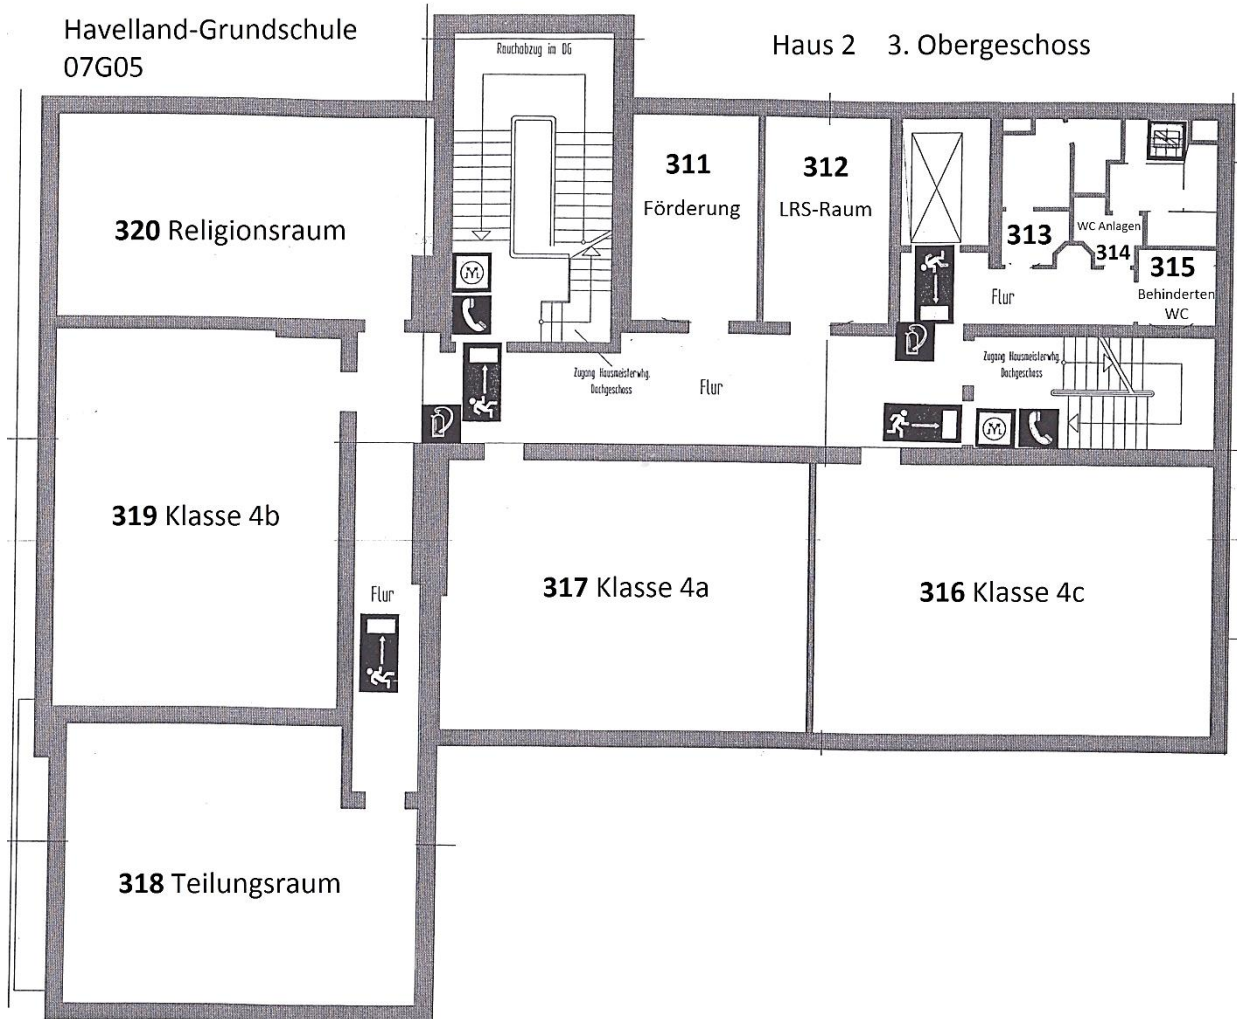 Havelland-Grundschule
07G05
Haus 2 3. Obergeschoss
Rauchabzug im DG
320 Religionsraum
311
Förderung
312
LRS-Raum
313
WC Anlagen
314
315
Behinderten
WC
Flur
Zugang Hausmeisterwhg.
Dachgeschoss
Flur
Zugang Hausmeisterwhg.
Dachgeschoss
319 Klasse 4b
317 Klasse 4a
316 Klasse 4c
Flur
318 Teilungsraum